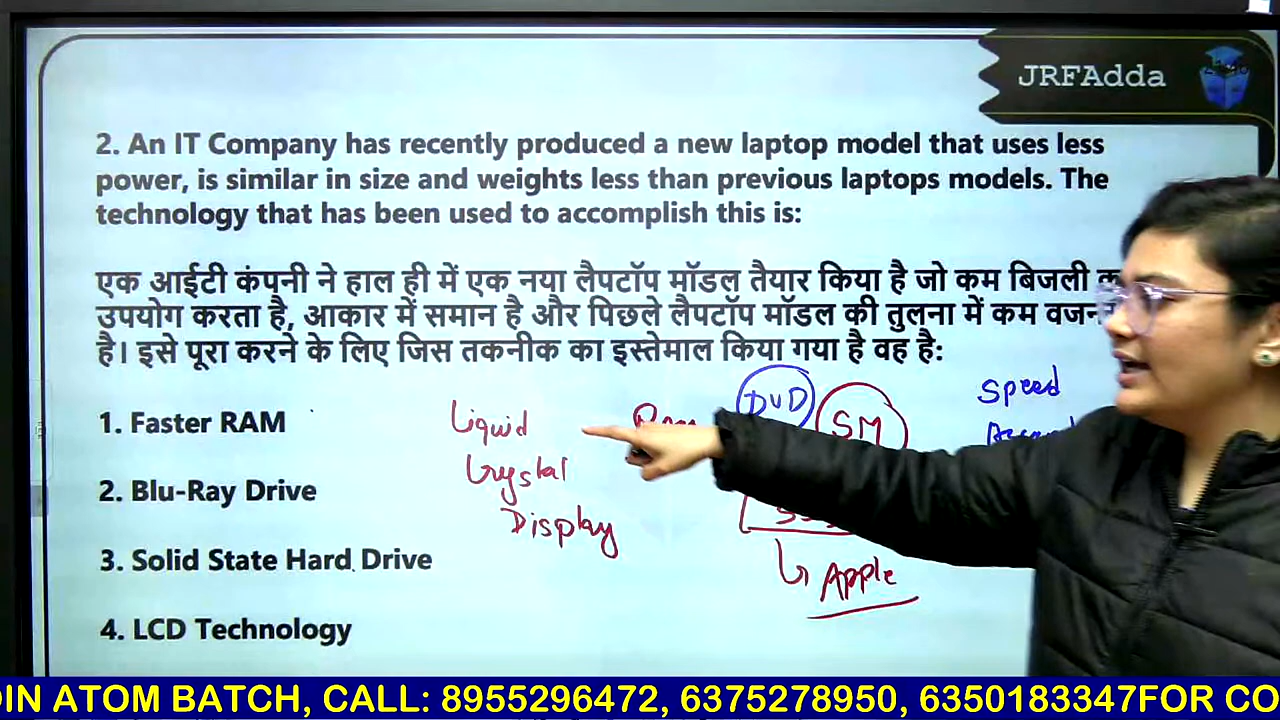 JRFAdda
2. An IT Company has recently produced a new laptop model that uses less
power, is similar in size and weights less than previous laptops models. The
technology that has been used to accomplish this is:
एक आईटी कंपनी ने हाल ही में एक नया लैपटॉप मॉडल तैयार किया है जो कम बिजली
उपयोग करता है, आकार में समान है और पिछले लैपटॉप मॉडल की तुलना में कम वजन
है। इसे पूरा करने के लिए जिस तकनीक का इस्तेमाल किया गया है वह है:
1. Faster RAM
2. Blu-Ray Drive
3. Solid State Hard Drive
4. LCD Technology
Liquid
Crystal
Display
DVD
SM
Apple
Speed
OIN ATOM BATCH, CALL: 8955296472, 6375278950, 6350183347FOR CO